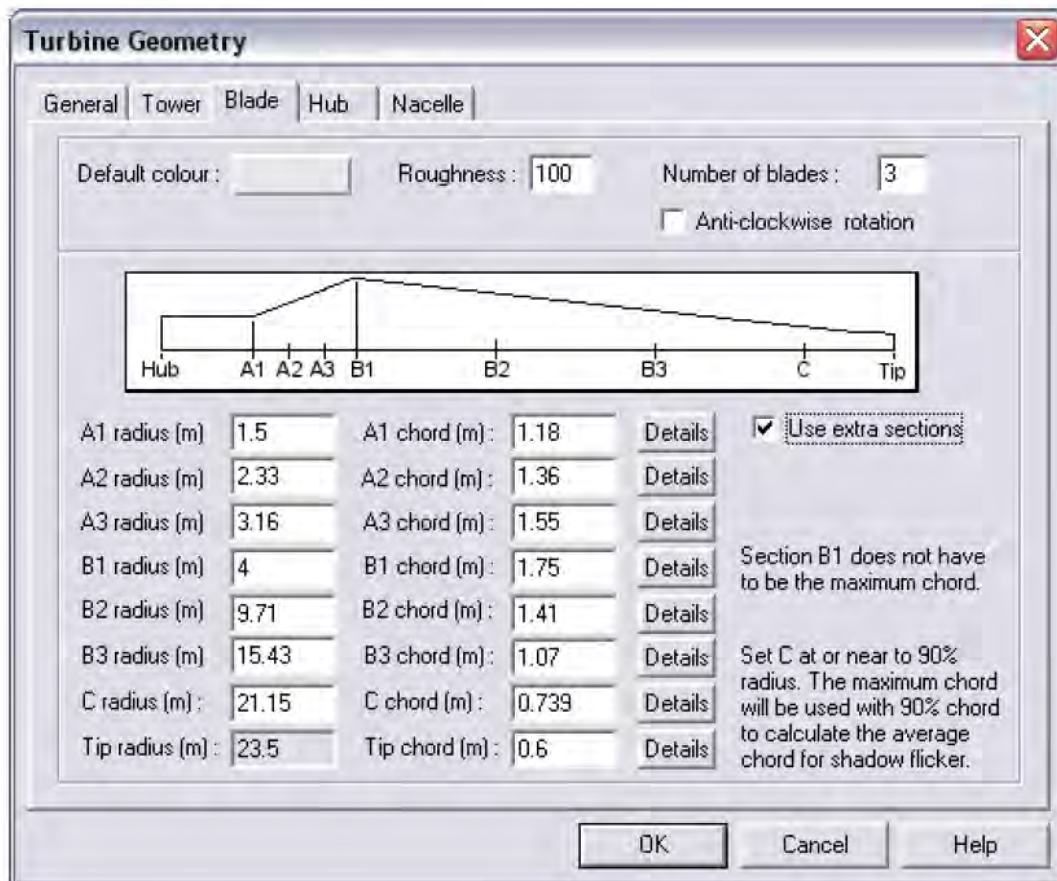 Turbine Geometry
General Tower Blade Hub Nacelle
Default colour : Roughness : 100 Number of blades : 3
Anti-clockwise rotation
Hub A1 A2 A3 B1 B2 B3 C Tip
A1 radius (m) 1.5 A1 chord (m) : 1.18 Details Use extra sections
A2 radius (m) 2.33 A2 chord (m) : 1.36 Details
A3 radius (m) 3.16 A3 chord (m) : 1.55 Details
B1 radius (m) 4 B1 chord (m) : 1.75 Details
Section B1 does not have
to be the maximum chord.
B2 radius (m) 9.71 B2 chord (m) : 1.41 Details
B3 radius (m) 15.43 B3 chord (m) : 1.07 Details
C radius (m) : 21.15 C chord (m) : 0.739 Details
Tip radius (m) : 23.5 Tip chord (m) : 0.6 Details
Set C at or near to 90%
radius. The maximum chord
will be used with 90% chord
to calculate the average
chord for shadow flicker.
OK Cancel Help